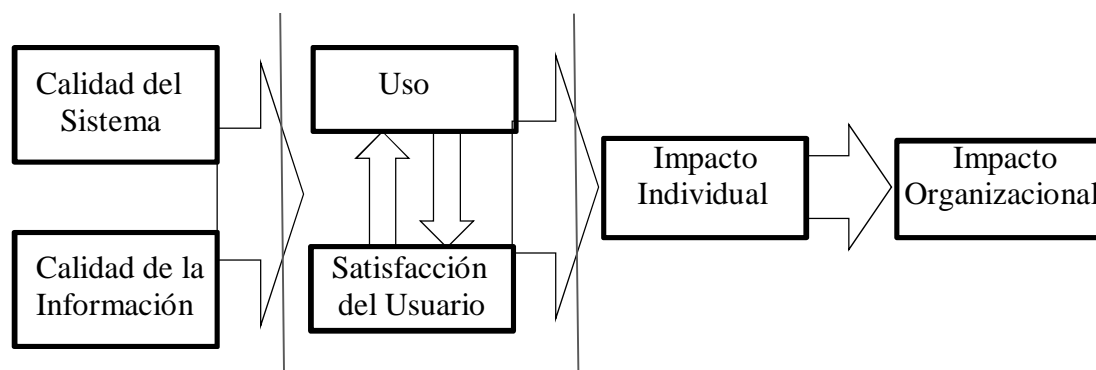 Calidad del
Sistema
Calidad de la
Información
Uso
Satisfacción
del Usuario
Impacto
Individual
Impacto
Organizacional